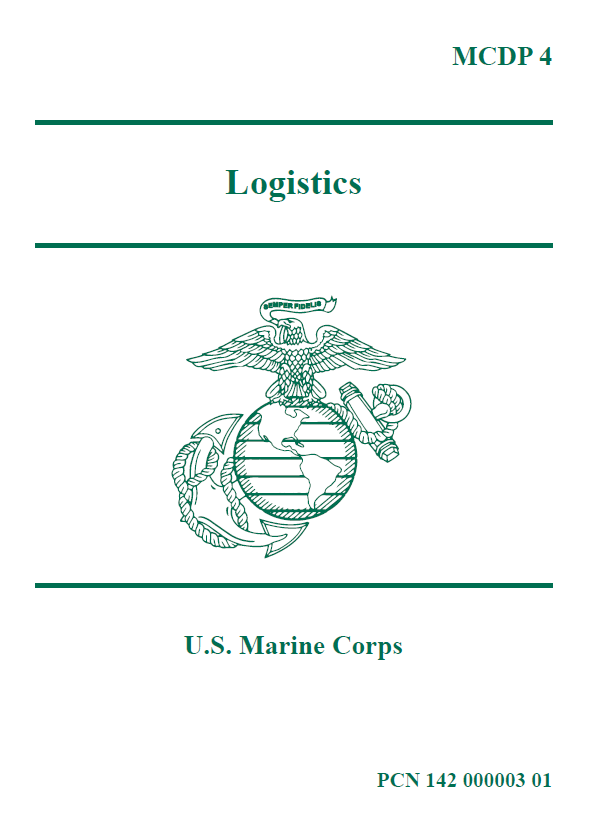 MCDP 4
Logistics
SEMPER FIDELIS
U.S. Marine Corps
PCN 142 000003 01